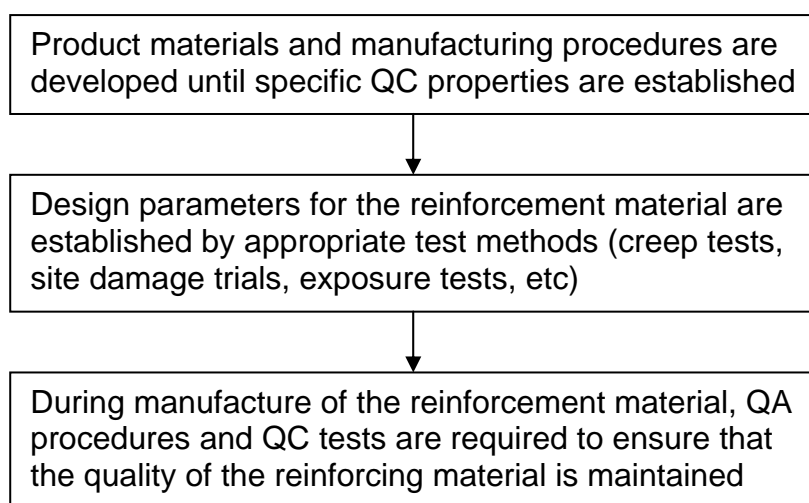 Product materials and manufacturing procedures are
developed until specific QC properties are established
Design parameters for the reinforcement material are
established by appropriate test methods (creep tests,
site damage trials, exposure tests, etc)
During manufacture of the reinforcement material, QA
procedures and QC tests are required to ensure that
the quality of the reinforcing material is maintained